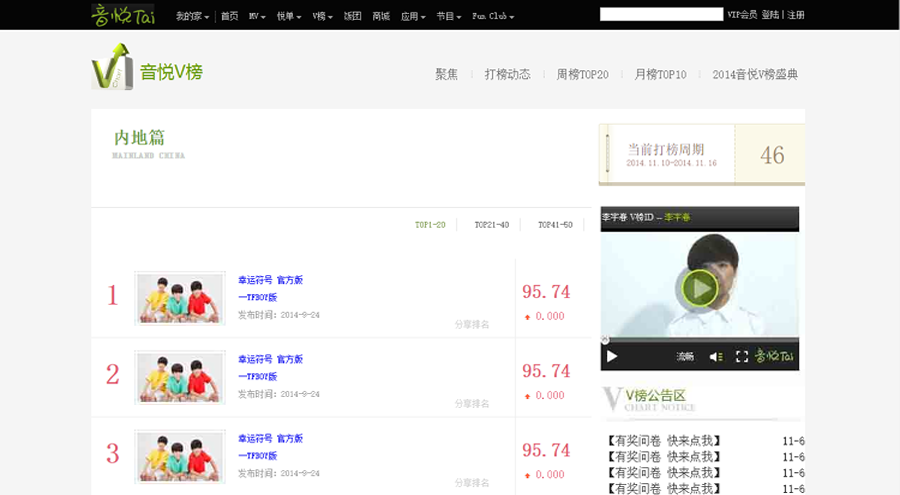 音悦Tai 我的家 首页 MV 悦单 V榜 饭团 商城 应用 节目 Fun Club VIP会员 登陆 | 注册
音悦V榜 聚焦 打榜动态 周榜TOP20 月榜TOP10 2014音悦V榜盛典
内地篇
MAINLAND CHINA
当前打榜周期 46
2014.11.10-2014.11.16
TOP1-20 TOP21-40 TOP41-50
李宇春 V榜ID -- 李宇春
1
幸运符号 官方版
—TFBOY版
发布时间：2014-9-24
分享排名
95.74
0.000
2
幸运符号 官方版
—TFBOY版
发布时间：2014-9-24
分享排名
95.74
0.000
3
幸运符号 官方版
—TFBOY版
发布时间：2014-9-24
分享排名
95.74
0.000
流畅 音悦Tai
V榜公告区
CHART NOTICE
【有奖问卷 快来点我】 11-6
【有奖问卷 快来点我】 11-6
【有奖问卷 快来点我】 11-6
【有奖问卷 快来点我】 11-6